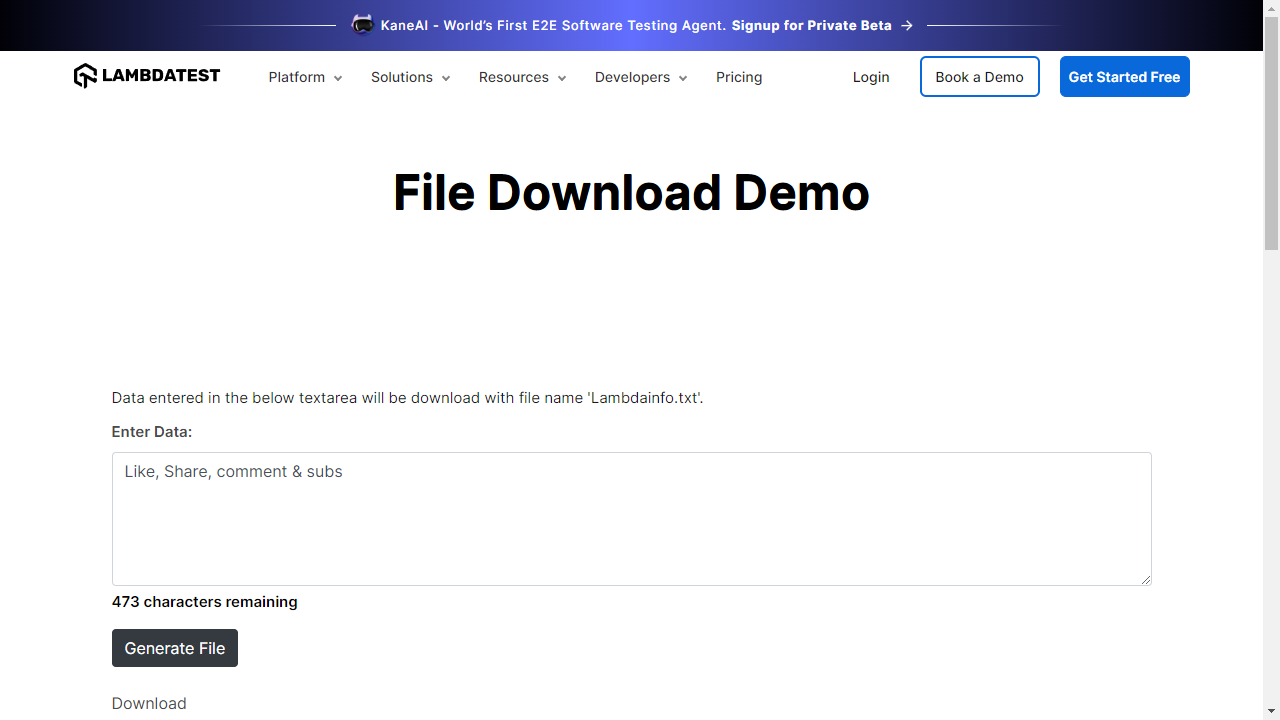 KaneAI - World's First E2E Software Testing Agent. Signup for Private Beta →
LAMBDATEST Platform Solutions Resources Developers Pricing Login Book a Demo Get Started Free
File Download Demo
Data entered in the below textarea will be download with file name 'Lambdainfo.txt'.
Enter Data:
Like, Share, comment & subs
473 characters remaining
Generate File
Download